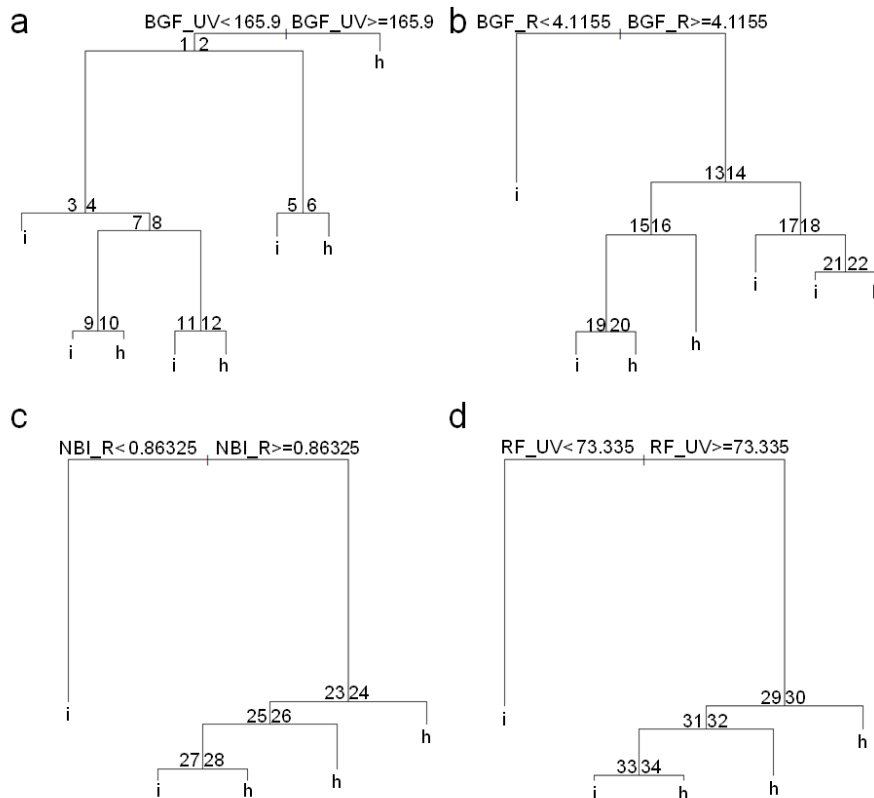 a
BGF_UV<165.9 BGF_UV>=165.9
1 2
h
3 4
5 6
i
7 8
i h
9 10
11 12
i h
i h
b
BGF_R<4.1155 BGF_R>=4.1155
13 14
i
15 16
17 18
21 22
i
i
19 20
h
i h
c
NBI_R<0.86325 NBI_R>=0.86325
23 24
i
25 26
h
27 28
h
i h
d
RF_UV<73.335 RF_UV>=73.335
29 30
i
31 32
h
33 34
h
i h